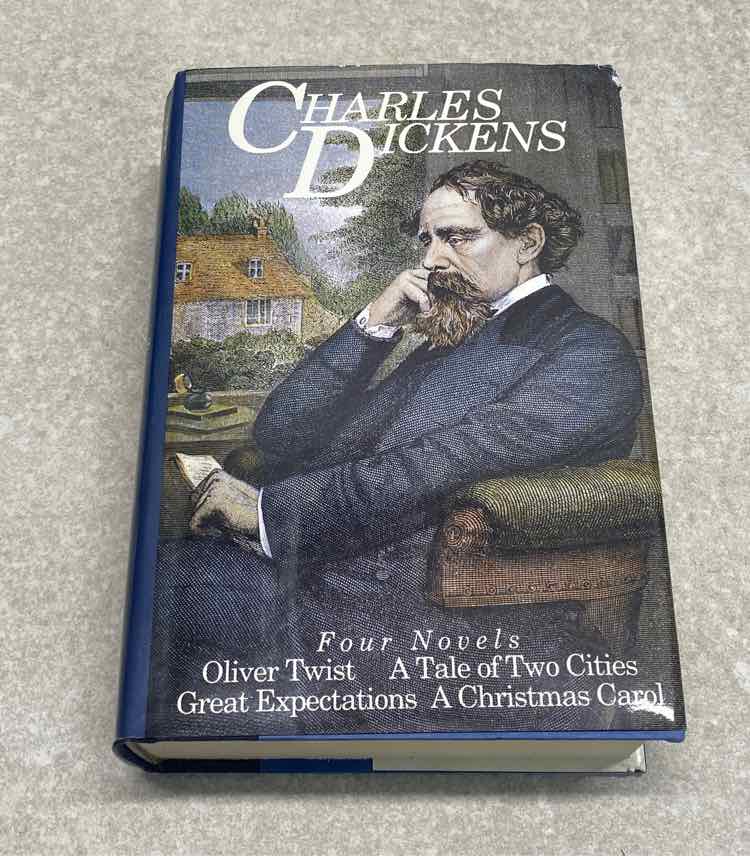 CHARLES
DICKENS
Four Novels
Oliver Twist A Tale of Two Cities
Great Expectations A Christmas Carol